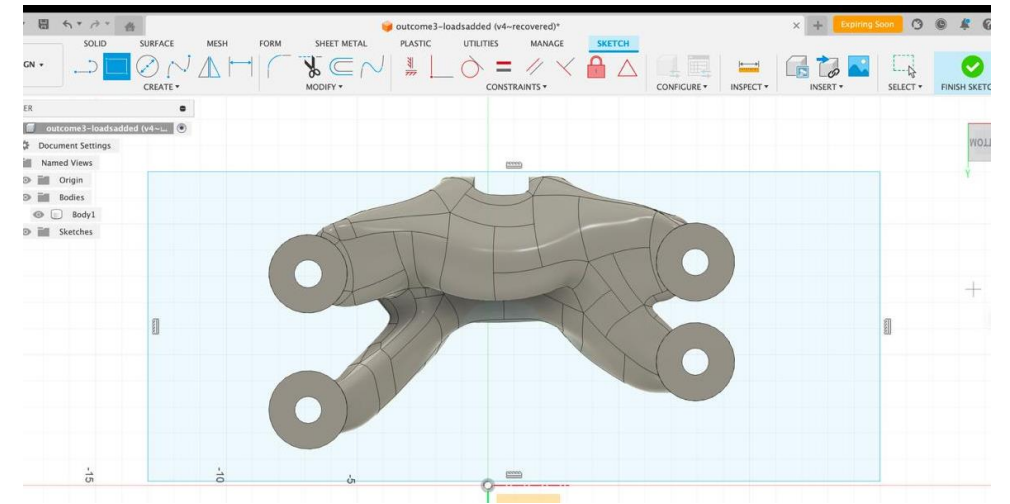 outcome3-loadsadded (v4~recovered)*
Expiring Soon
SOLID SURFACE MESH FORM SHEET METAL PLASTIC UTILITIES MANAGE SKETCH
GN
CREATE MODIFY CONSTRAINTS CONFIGURE INSPECT INSERT SELECT FINISH SKETC
ER
outcome3-loadsadded (v4~...
Document Settings
Named Views
Origin
Bodies
Body1
Sketches
TTOM
Y
-15 -10 -5